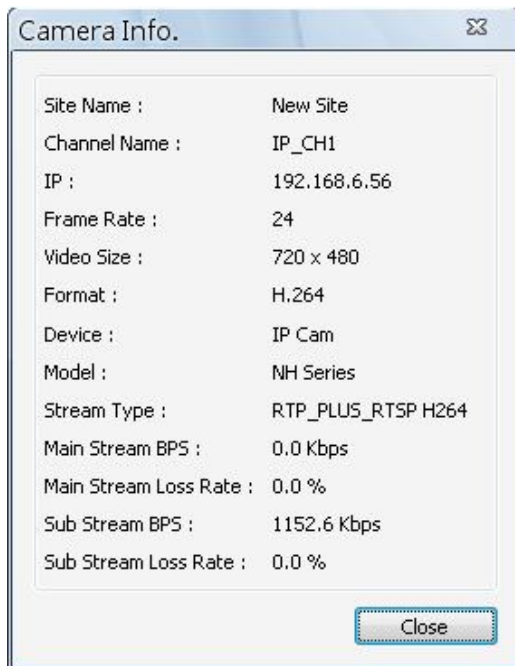 Camera Info.
Site Name : New Site
Channel Name : IP_CH1
IP : 192.168.6.56
Frame Rate : 24
Video Size : 720 x 480
Format : H.264
Device : IP Cam
Model : NH Series
Stream Type : RTP_PLUS_RTSP H264
Main Stream BPS : 0.0 Kbps
Main Stream Loss Rate : 0.0 %
Sub Stream BPS : 1152.6 Kbps
Sub Stream Loss Rate : 0.0 %
Close